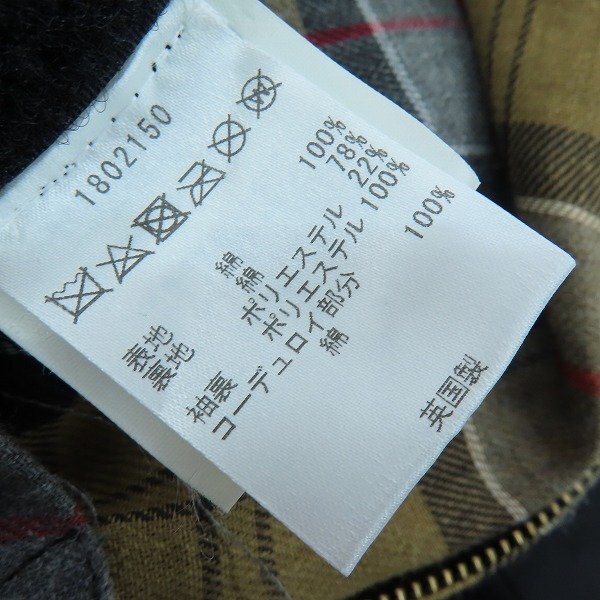 1802150
表地 綿 100%
裏地 綿 78%
ポリエステル 22%
袖裏 ポリエステル 100%
コーデュロイ部分
綿 100%
英国製